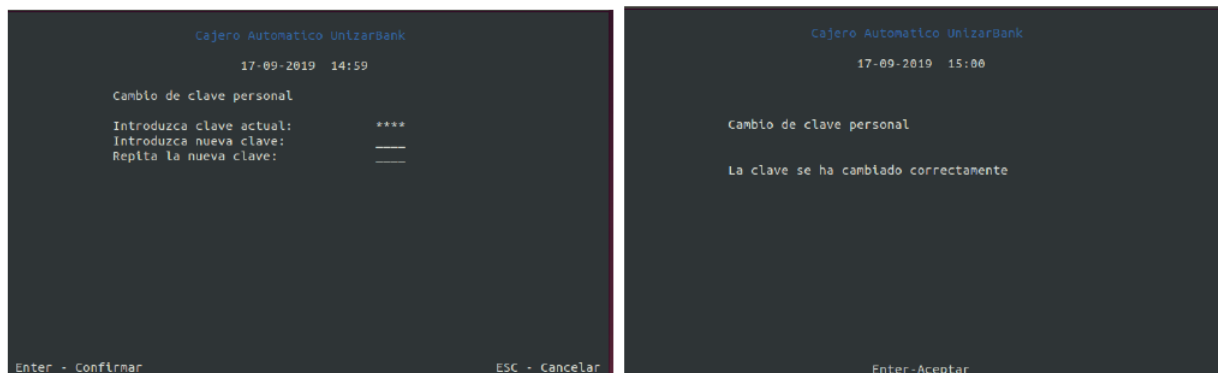 Cajero Automatico UnizarBank
17-09-2019 14:59
Cambio de clave personal
Introduzca clave actual: ****
Introduzca nueva clave: ____
Repita la nueva clave: ____
Enter - Confirmar ESC - Cancelar
Cajero Automatico UnizarBank
17-09-2019 15:00
Cambio de clave personal
La clave se ha cambiado correctamente
Enter-Aceptar